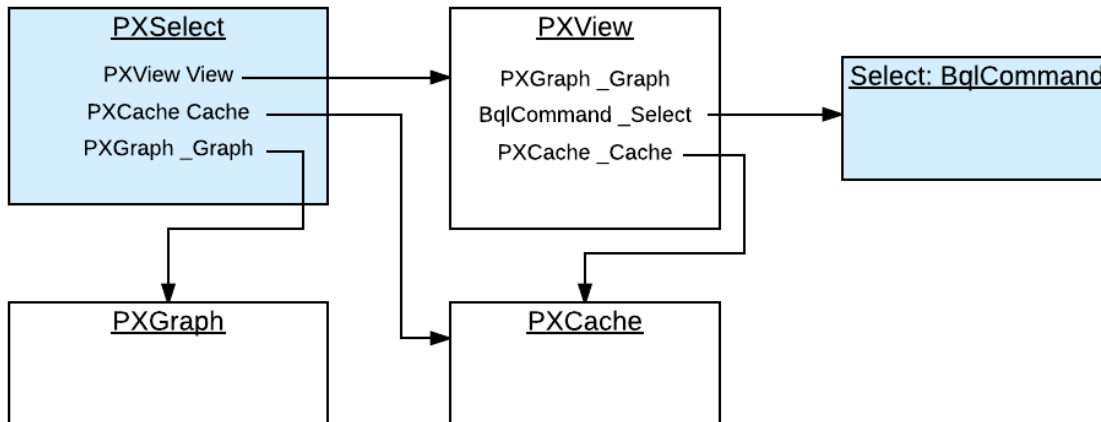 PXSelect
PXView View
PXCache Cache
PXGraph _Graph
PXView
PXGraph _Graph
BqlCommand _Select
PXCache _Cache
Select: BqlCommand
PXGraph
PXCache